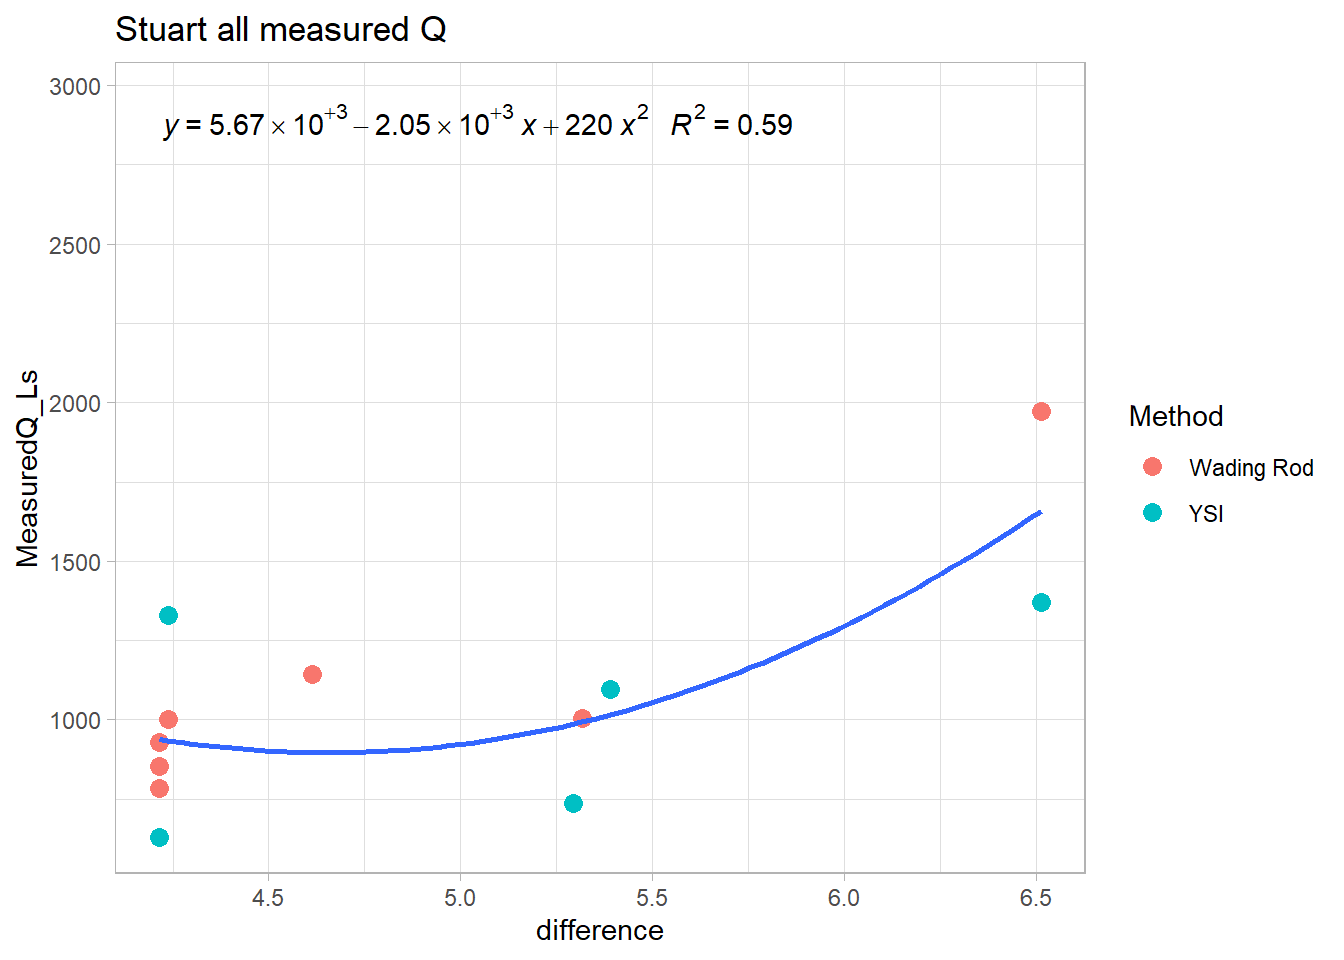 Stuart all measured Q
y = 5.67 × 10⁺³ − 2.05 × 10⁺³ x + 220 x² R² = 0.59
3000
2500
2000
1500
1000
MeasuredQ_Ls
4.5 5.0 5.5 6.0 6.5
difference
Method
Wading Rod
YSI